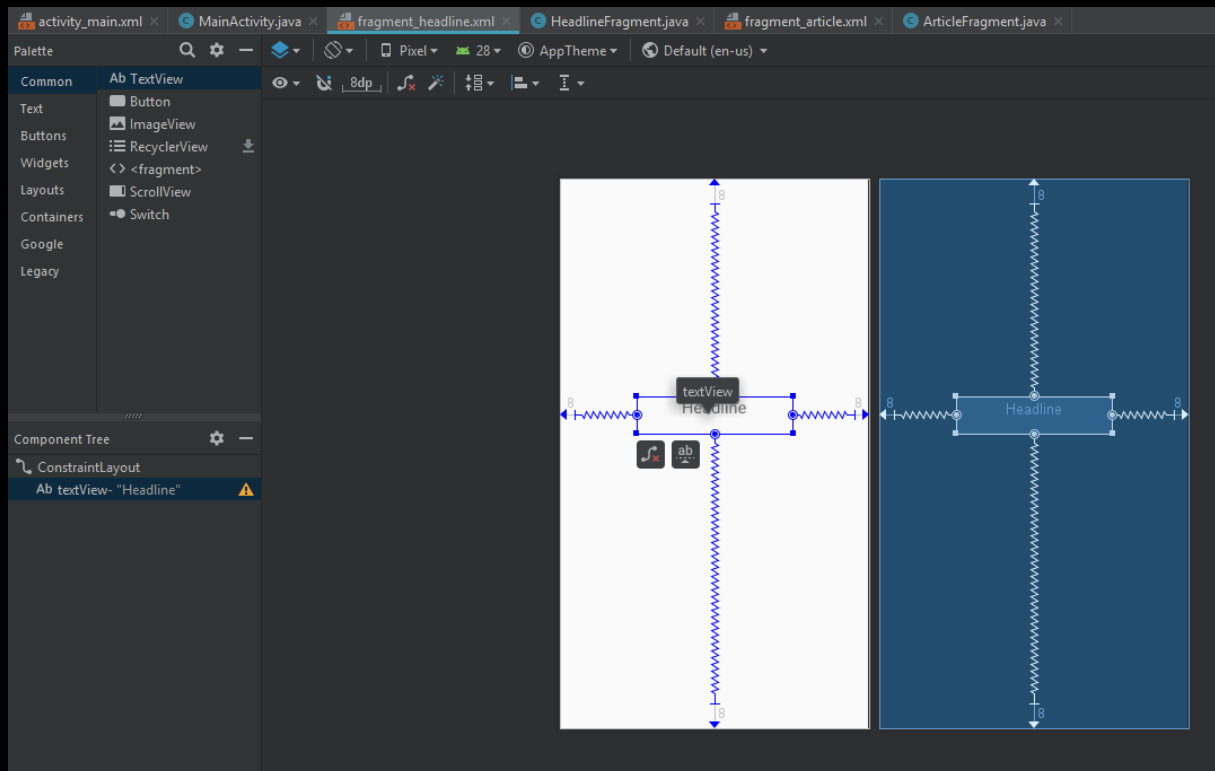 activity_main.xml MainActivity.java fragment_headline.xml HeadlineFragment.java fragment_article.xml ArticleFragment.java
Palette
Pixel 28 AppTheme Default (en-us)
8dp
Common
Text
Buttons
Widgets
Layouts
Containers
Google
Legacy
Ab TextView
Button
ImageView
RecyclerView
<fragment>
ScrollView
Switch
Component Tree
ConstraintLayout
Ab textView- "Headline"
8
8
textView
8
Headline
ab
8
8
8
Headline
8
8